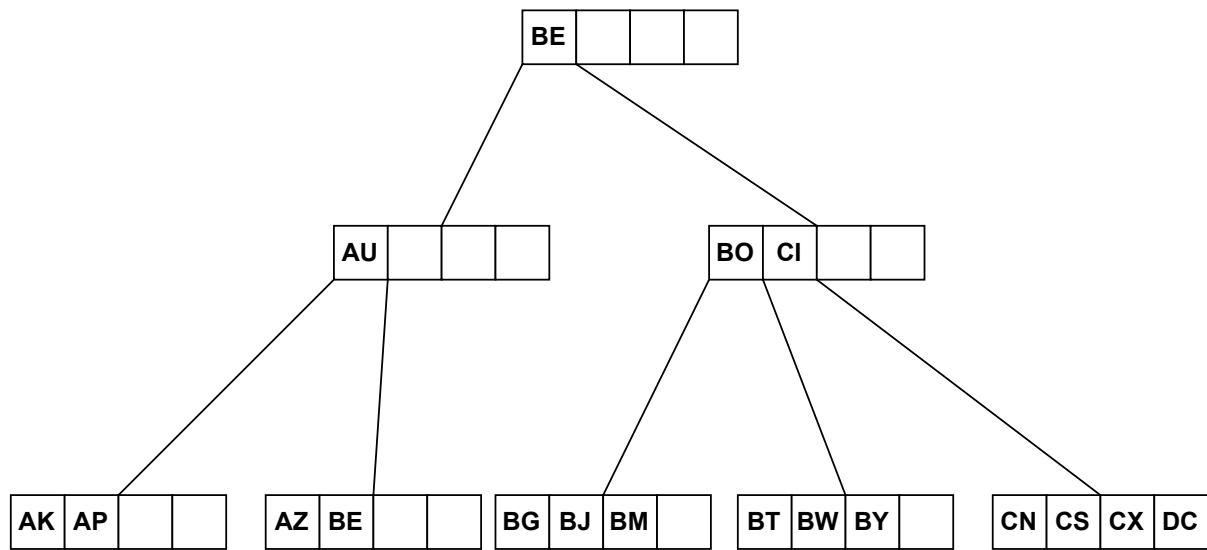 BE
AU
BO CI
AK AP
AZ BE
BG BJ BM
BT BW BY
CN CS CX DC